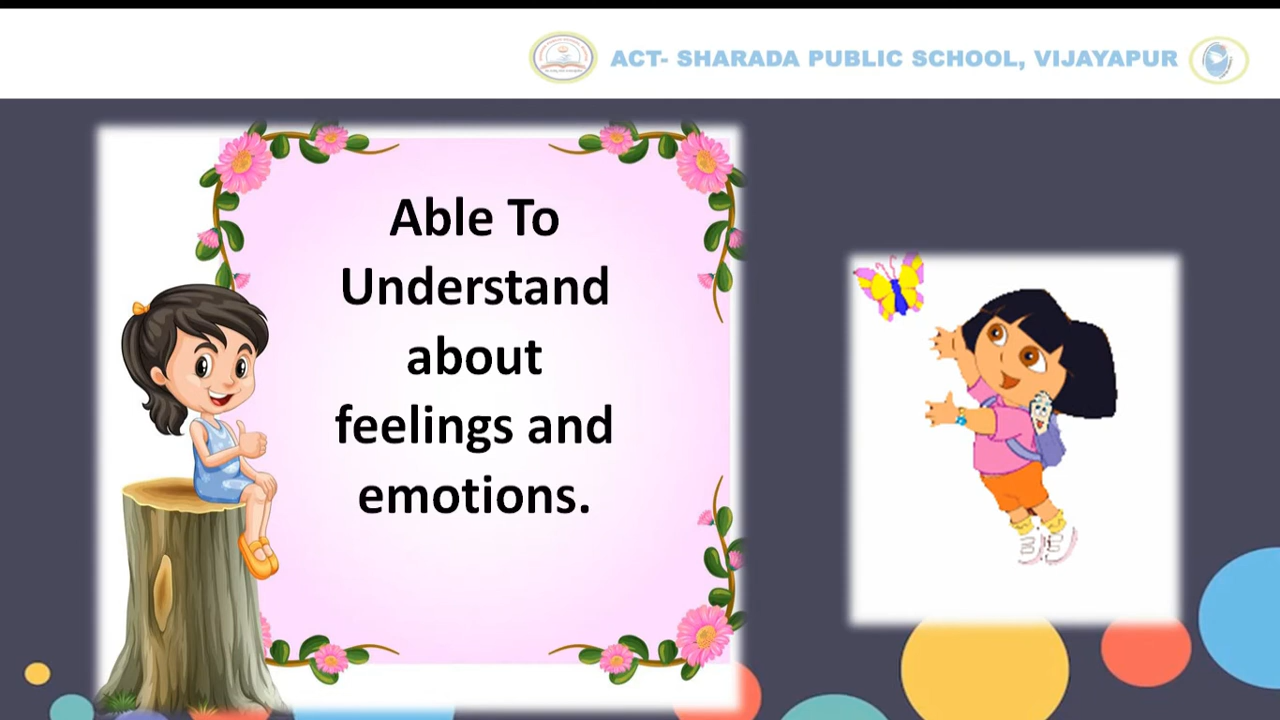 ACT- SHARADA PUBLIC SCHOOL, VIJAYAPUR
Able To
Understand
about
feelings and
emotions.